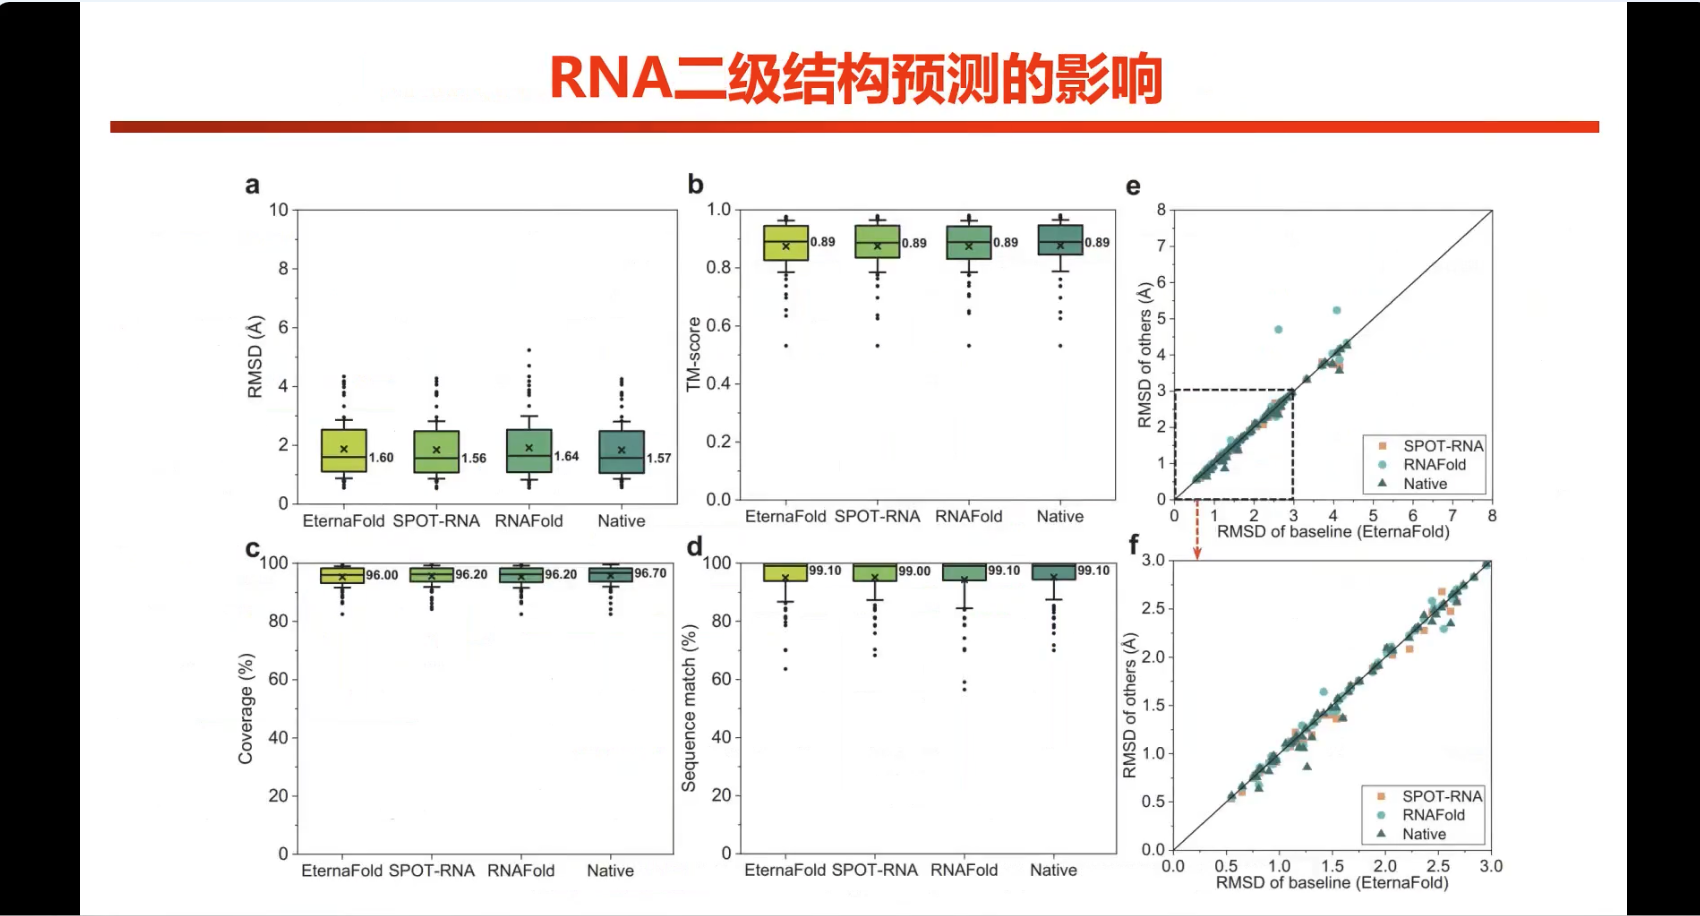 RNA二级结构预测的影响
a
10
8
6
4
2
0
RMSD (Å)
1.60
1.56
1.64
1.57
EternaFold SPOT-RNA RNAFold Native
b
1.0
0.8
0.6
0.4
0.2
0.0
TM-score
0.89
0.89
0.89
0.89
EternaFold SPOT-RNA RNAFold Native
e
8
7
6
5
4
3
2
1
0
RMSD of others (Å)
SPOT-RNA
RNAFold
Native
0 1 2 3 4 5 6 7 8
RMSD of baseline (EternaFold)
c
100
80
60
40
20
0
Coverage (%)
96.00
96.20
96.20
96.70
EternaFold SPOT-RNA RNAFold Native
d
100
80
60
40
20
0
Sequence match (%)
99.10
99.00
99.10
99.10
EternaFold SPOT-RNA RNAFold Native
f
3.0
2.5
2.0
1.5
1.0
0.5
0.0
RMSD of others (Å)
SPOT-RNA
RNAFold
Native
0.0 0.5 1.0 1.5 2.0 2.5 3.0
RMSD of baseline (EternaFold)